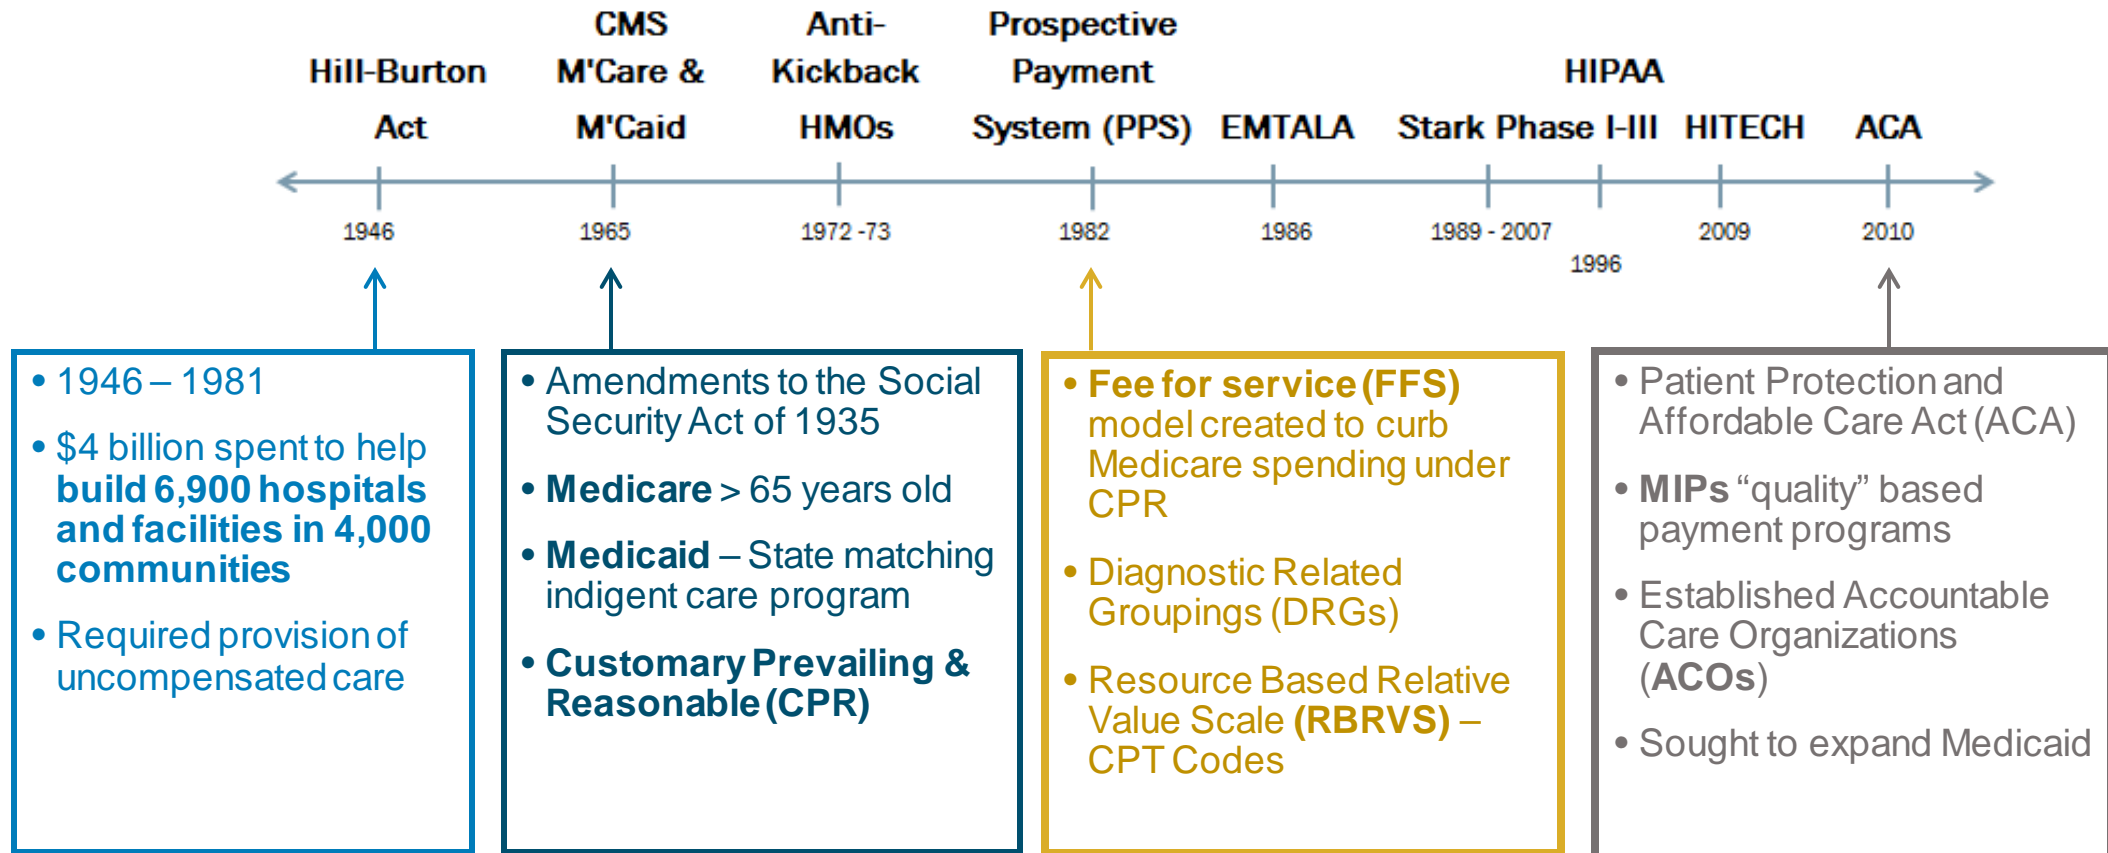 Hill-Burton
Act
CMS
M'Care &
M'Caid
Anti-
Kickback
HMOs
Prospective
Payment
System (PPS)
EMTALA
HIPAA
Stark Phase I-III
HITECH
ACA
1946
1965
1972 -73
1982
1986
1989 - 2007
1996
2009
2010
• 1946 – 1981
• $4 billion spent to help
build 6,900 hospitals
and facilities in 4,000
communities
• Required provision of
uncompensated care
• Amendments to the Social
Security Act of 1935
• Medicare > 65 years old
• Medicaid – State matching
indigent care program
• Customary Prevailing &
Reasonable (CPR)
• Fee for service (FFS)
model created to curb
Medicare spending under
CPR
• Diagnostic Related
Groupings (DRGs)
• Resource Based Relative
Value Scale (RBRVS) –
CPT Codes
• Patient Protection and
Affordable Care Act (ACA)
• MIPs “quality” based
payment programs
• Established Accountable
Care Organizations
(ACOs)
• Sought to expand Medicaid